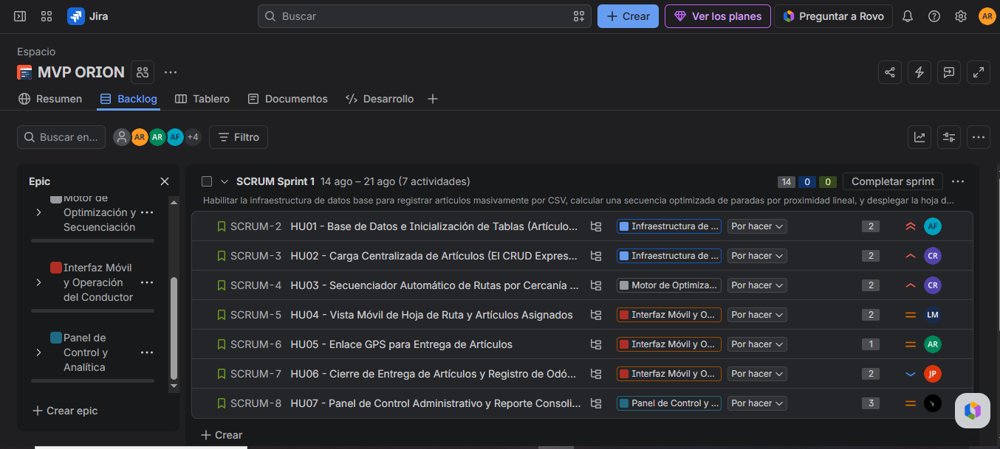 Jira
Buscar
Crear
Ver los planes
Preguntar a Rovo
AR
Espacio
MVP ORION
Resumen
Backlog
Tablero
Documentos
Desarrollo
Buscar en...
AR
AR
AF
+4
Filtro
Epic
Motor de
Optimización y
Secuenciación
Interfaz Móvil
y Operación
del Conductor
Panel de
Control y
Analítica
Crear epic
SCRUM Sprint 1 14 ago – 21 ago (7 actividades)
14 0 0 Completar sprint
Habilitar la infraestructura de datos base para registrar artículos masivamente por CSV, calcular una secuencia optimizada de paradas por proximidad lineal, y desplegar la hoja d...
SCRUM-2 HU01 - Base de Datos e Inicialización de Tablas (Artículo... Infraestructura de ... Por hacer 2 AF
SCRUM-3 HU02 - Carga Centralizada de Artículos (El CRUD Expres... Infraestructura de ... Por hacer 2 CR
SCRUM-4 HU03 - Secuenciador Automático de Rutas por Cercanía ... Motor de Optimiza... Por hacer 2 CR
SCRUM-5 HU04 - Vista Móvil de Hoja de Ruta y Artículos Asignados Interfaz Móvil y O... Por hacer 2 LM
SCRUM-6 HU05 - Enlace GPS para Entrega de Artículos Interfaz Móvil y O... Por hacer 1 AR
SCRUM-7 HU06 - Cierre de Entrega de Artículos y Registro de Odó... Interfaz Móvil y O... Por hacer 2 JP
SCRUM-8 HU07 - Panel de Control Administrativo y Reporte Consoli... Panel de Control y ... Por hacer 3
Crear